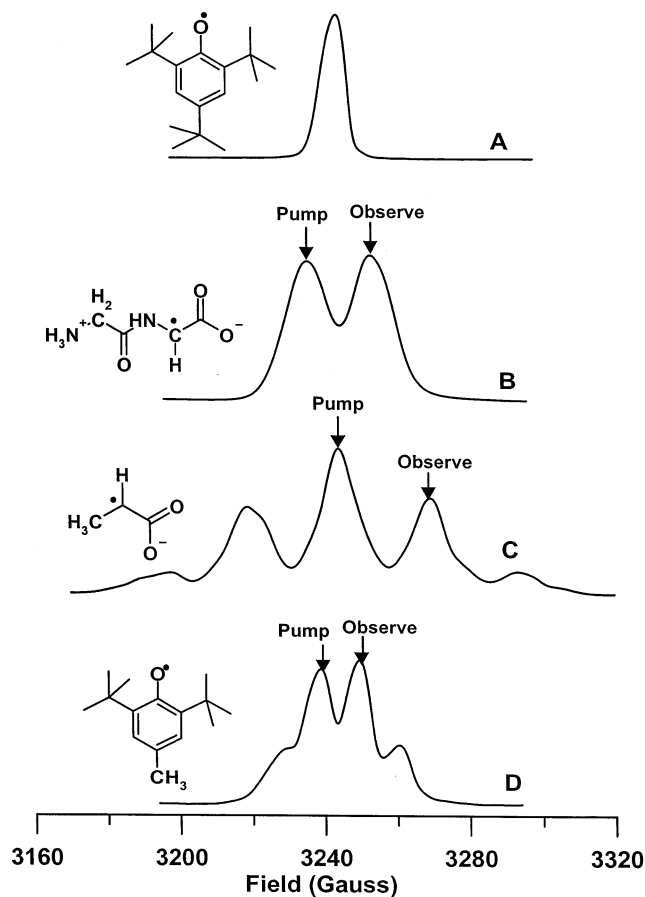 O•
A
Pump
Observe
H₂
H₃N
+
C
HN
C
•
C
O
O⁻
O
H
B
Pump
Observe
H
•
H₃C
O
O⁻
C
Pump
Observe
O•
CH₃
D
3160 3200 3240 3280 3320
Field (Gauss)